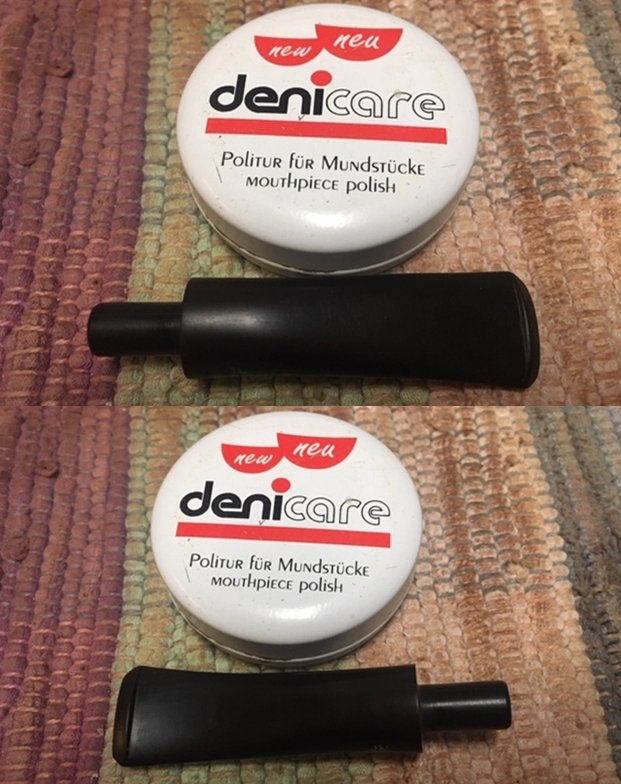 new neu
denicare
Politur für Mundstücke
mouthpiece polish
new neu
denicare
Politur für Mundstücke
mouthpiece polish